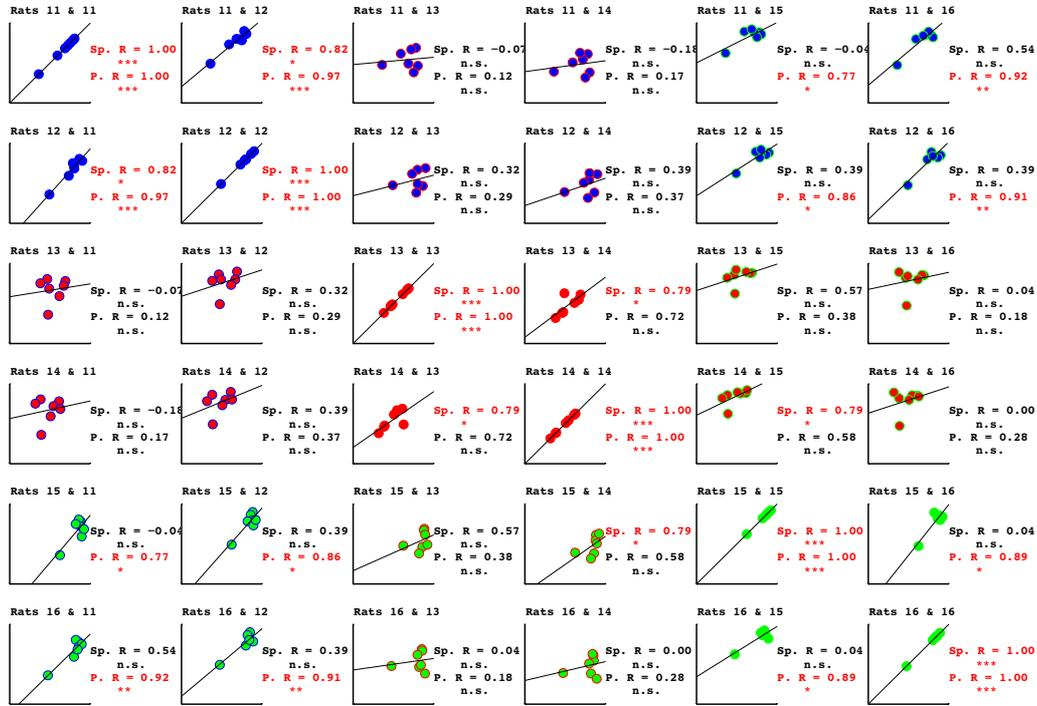 Rats 11 & 11
Sp. R = 1.00
***
P. R = 1.00
***
Rats 11 & 12
Sp. R = 0.82
*
P. R = 0.97
***
Rats 11 & 13
Sp. R = −0.07
n.s.
P. R = 0.12
n.s.
Rats 11 & 14
Sp. R = −0.18
n.s.
P. R = 0.17
n.s.
Rats 11 & 15
Sp. R = −0.04
n.s.
P. R = 0.77
*
Rats 11 & 16
Sp. R = 0.54
n.s.
P. R = 0.92
**
Rats 12 & 11
Sp. R = 0.82
*
P. R = 0.97
***
Rats 12 & 12
Sp. R = 1.00
***
P. R = 1.00
***
Rats 12 & 13
Sp. R = 0.32
n.s.
P. R = 0.29
n.s.
Rats 12 & 14
Sp. R = 0.39
n.s.
P. R = 0.37
n.s.
Rats 12 & 15
Sp. R = 0.39
n.s.
P. R = 0.86
*
Rats 12 & 16
Sp. R = 0.39
n.s.
P. R = 0.91
**
Rats 13 & 11
Sp. R = −0.07
n.s.
P. R = 0.12
n.s.
Rats 13 & 12
Sp. R = 0.32
n.s.
P. R = 0.29
n.s.
Rats 13 & 13
Sp. R = 1.00
***
P. R = 1.00
***
Rats 13 & 14
Sp. R = 0.79
*
P. R = 0.72
n.s.
Rats 13 & 15
Sp. R = 0.57
n.s.
P. R = 0.38
n.s.
Rats 13 & 16
Sp. R = 0.04
n.s.
P. R = 0.18
n.s.
Rats 14 & 11
Sp. R = −0.18
n.s.
P. R = 0.17
n.s.
Rats 14 & 12
Sp. R = 0.39
n.s.
P. R = 0.37
n.s.
Rats 14 & 13
Sp. R = 0.79
*
P. R = 0.72
n.s.
Rats 14 & 14
Sp. R = 1.00
***
P. R = 1.00
***
Rats 14 & 15
Sp. R = 0.79
*
P. R = 0.58
n.s.
Rats 14 & 16
Sp. R = 0.00
n.s.
P. R = 0.28
n.s.
Rats 15 & 11
Sp. R = −0.04
n.s.
P. R = 0.77
*
Rats 15 & 12
Sp. R = 0.39
n.s.
P. R = 0.86
*
Rats 15 & 13
Sp. R = 0.57
n.s.
P. R = 0.38
n.s.
Rats 15 & 14
Sp. R = 0.79
*
P. R = 0.58
n.s.
Rats 15 & 15
Sp. R = 1.00
***
P. R = 1.00
***
Rats 15 & 16
Sp. R = 0.04
n.s.
P. R = 0.89
*
Rats 16 & 11
Sp. R = 0.54
n.s.
P. R = 0.92
**
Rats 16 & 12
Sp. R = 0.39
n.s.
P. R = 0.91
**
Rats 16 & 13
Sp. R = 0.04
n.s.
P. R = 0.18
n.s.
Rats 16 & 14
Sp. R = 0.00
n.s.
P. R = 0.28
n.s.
Rats 16 & 15
Sp. R = 0.04
n.s.
P. R = 0.89
*
Rats 16 & 16
Sp. R = 1.00
***
P. R = 1.00
***